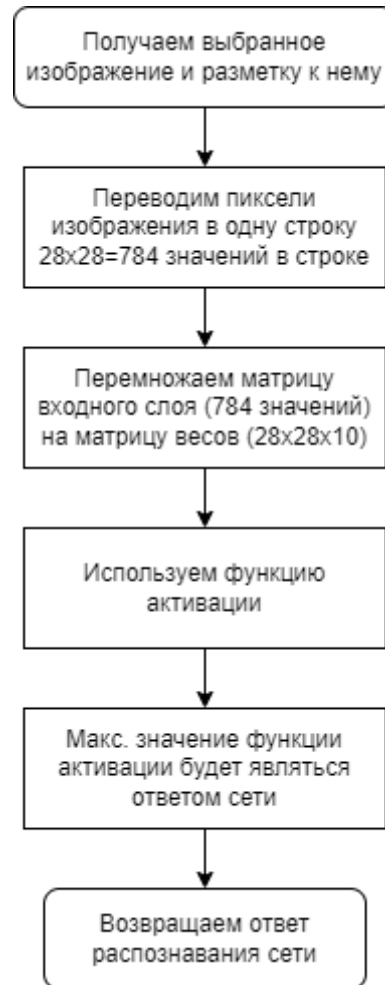 Получаем выбранное
изображение и разметку к нему
Переводим пиксели
изображения в одну строку
28х28=784 значений в строке
Перемножаем матрицу
входного слоя (784 значений)
на матрицу весов (28х28х10)
Используем функцию
активации
Макс. значение функции
активации будет являться
ответом сети
Возвращаем ответ
распознавания сети